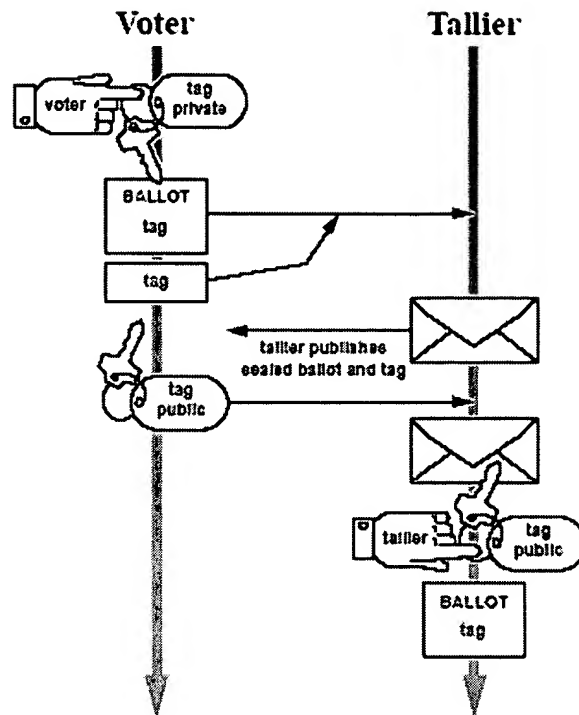 Voter
Tallier
voter
tag
private
BALLOT
tag
tag
tallier publishes
sealed ballot and tag
tag
public
tallier
tag
public
BALLOT
tag